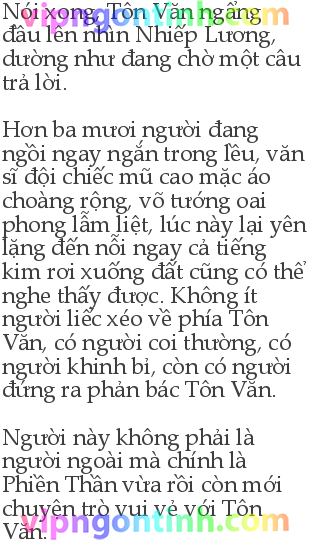 Nói xong, Tôn Văn ngẩng
đầu lên nhìn Nhiếp Lương,
dường như đang chờ một câu
trả lời.
vipngontinh.com
Hơn ba mươi người đang
ngồi ngay ngắn trong lều, văn
sĩ đội chiếc mũ cao mặc áo
choàng rộng, võ tướng oai
phong lẫm liệt, lúc này lại yên
lặng đến nỗi ngay cả tiếng
kim rơi xuống đất cũng có thể
nghe thấy được. Không ít
người liếc xéo về phía Tôn
Văn, có người coi thường, có
người khinh bỉ, còn có người
đứng ra phản bác Tôn Văn.
Người này không phải là
người ngoài mà chính là
Phiền Thần vừa rồi còn mới
chuyện trò vui vẻ với Tôn
Văn.
vipngontinh.com